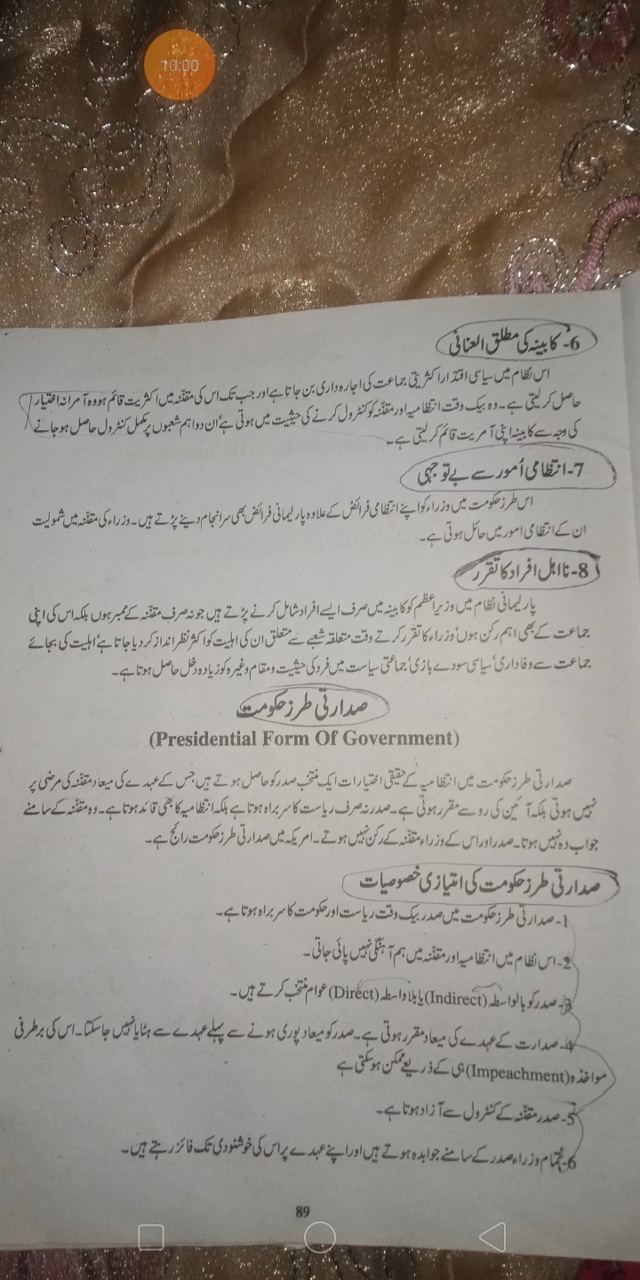 10:00
6- کابینہ کی مطلق العنانی
اس نظام میں سیاسی اقتدار اکثریتی جماعت کی اجارہ داری بن جاتا ہے اور جب تک اس کی مقننہ میں اکثریت قائم ہو وہ آمرانہ اختیار
حاصل کر لیتی ہے۔ وہ بیک وقت انتظامیہ اور مقننہ کو کنٹرول کرنے کی حیثیت میں ہوتی ہے ان دو اہم شعبوں پر مکمل کنٹرول حاصل ہو جانے
کی وجہ سے کابینہ اپنی آمریت قائم کر لیتی ہے۔
7- انتظامی اُمور سے بے توجہی
اس طرز حکومت میں وزراء کو اپنے انتظامی فرائض کے علاوہ پارلیمانی فرائض بھی سرانجام دینے پڑتے ہیں۔ وزراء کی مقننہ میں شمولیت
ان کے انتظامی امور میں حائل ہوتی ہے۔
8- نااہل افراد کا تقرر
پارلیمانی نظام میں وزیراعظم کو کابینہ میں صرف ایسے افراد شامل کرنے پڑتے ہیں جو نہ صرف مقننہ کے ممبر ہوں بلکہ اس کی اپنی
جماعت کے بھی اہم رکن ہوں' وزراء کا تقرر کرتے وقت متعلقہ شعبے سے متعلق ان کی اہلیت کو اکثر نظر انداز کر دیا جاتا ہے' اہلیت کی بجائے
جماعت سے وفاداری' سیاسی سودے بازی' جماعتی سیاست میں فرد کی حیثیت و مقام وغیرہ کو زیادہ دخل حاصل ہوتا ہے۔
صدارتی طرز حکومت
(Presidential Form Of Government)
صدارتی طرز حکومت میں انتظامیہ کے حقیقی اختیارات ایک منتخب صدر کو حاصل ہوتے ہیں جس کے عہدے کی میعاد مقننہ کی مرضی پر
نہیں ہوتی بلکہ آئین کی رو سے مقرر ہوتی ہے۔ صدر نہ صرف ریاست کا سربراہ ہوتا ہے بلکہ انتظامیہ کا بھی قائد ہوتا ہے۔ وہ مقننہ کے سامنے
جواب دہ نہیں ہوتا۔ صدر اور اس کے وزراء مقننہ کے رکن نہیں ہوتے۔ امریکہ میں صدارتی طرز حکومت رائج ہے۔
صدارتی طرز حکومت کی امتیازی خصوصیات
1- صدارتی طرز حکومت میں صدر بیک وقت ریاست اور حکومت کا سربراہ ہوتا ہے۔
2- اس نظام میں انتظامیہ اور مقننہ میں ہم آہنگی نہیں پائی جاتی۔
3- صدر کو بالواسطہ (Indirect) یا بلاواسطہ (Direct) عوام منتخب کرتے ہیں۔
4- صدارت کے عہدے کی میعاد مقرر ہوتی ہے۔ صدر کو میعاد پوری ہونے سے پہلے عہدے سے ہٹایا نہیں جا سکتا۔ اس کی برطرفی
مواخذہ (Impeachment) ہی کے ذریعے ممکن ہو سکتی ہے
5- صدر مقننہ کے کنٹرول سے آزاد ہوتا ہے۔
6- تمام وزراء صدر کے سامنے جوابدہ ہوتے ہیں اور اپنے عہدے پر اس کی خوشنودی تک فائز رہتے ہیں۔
89